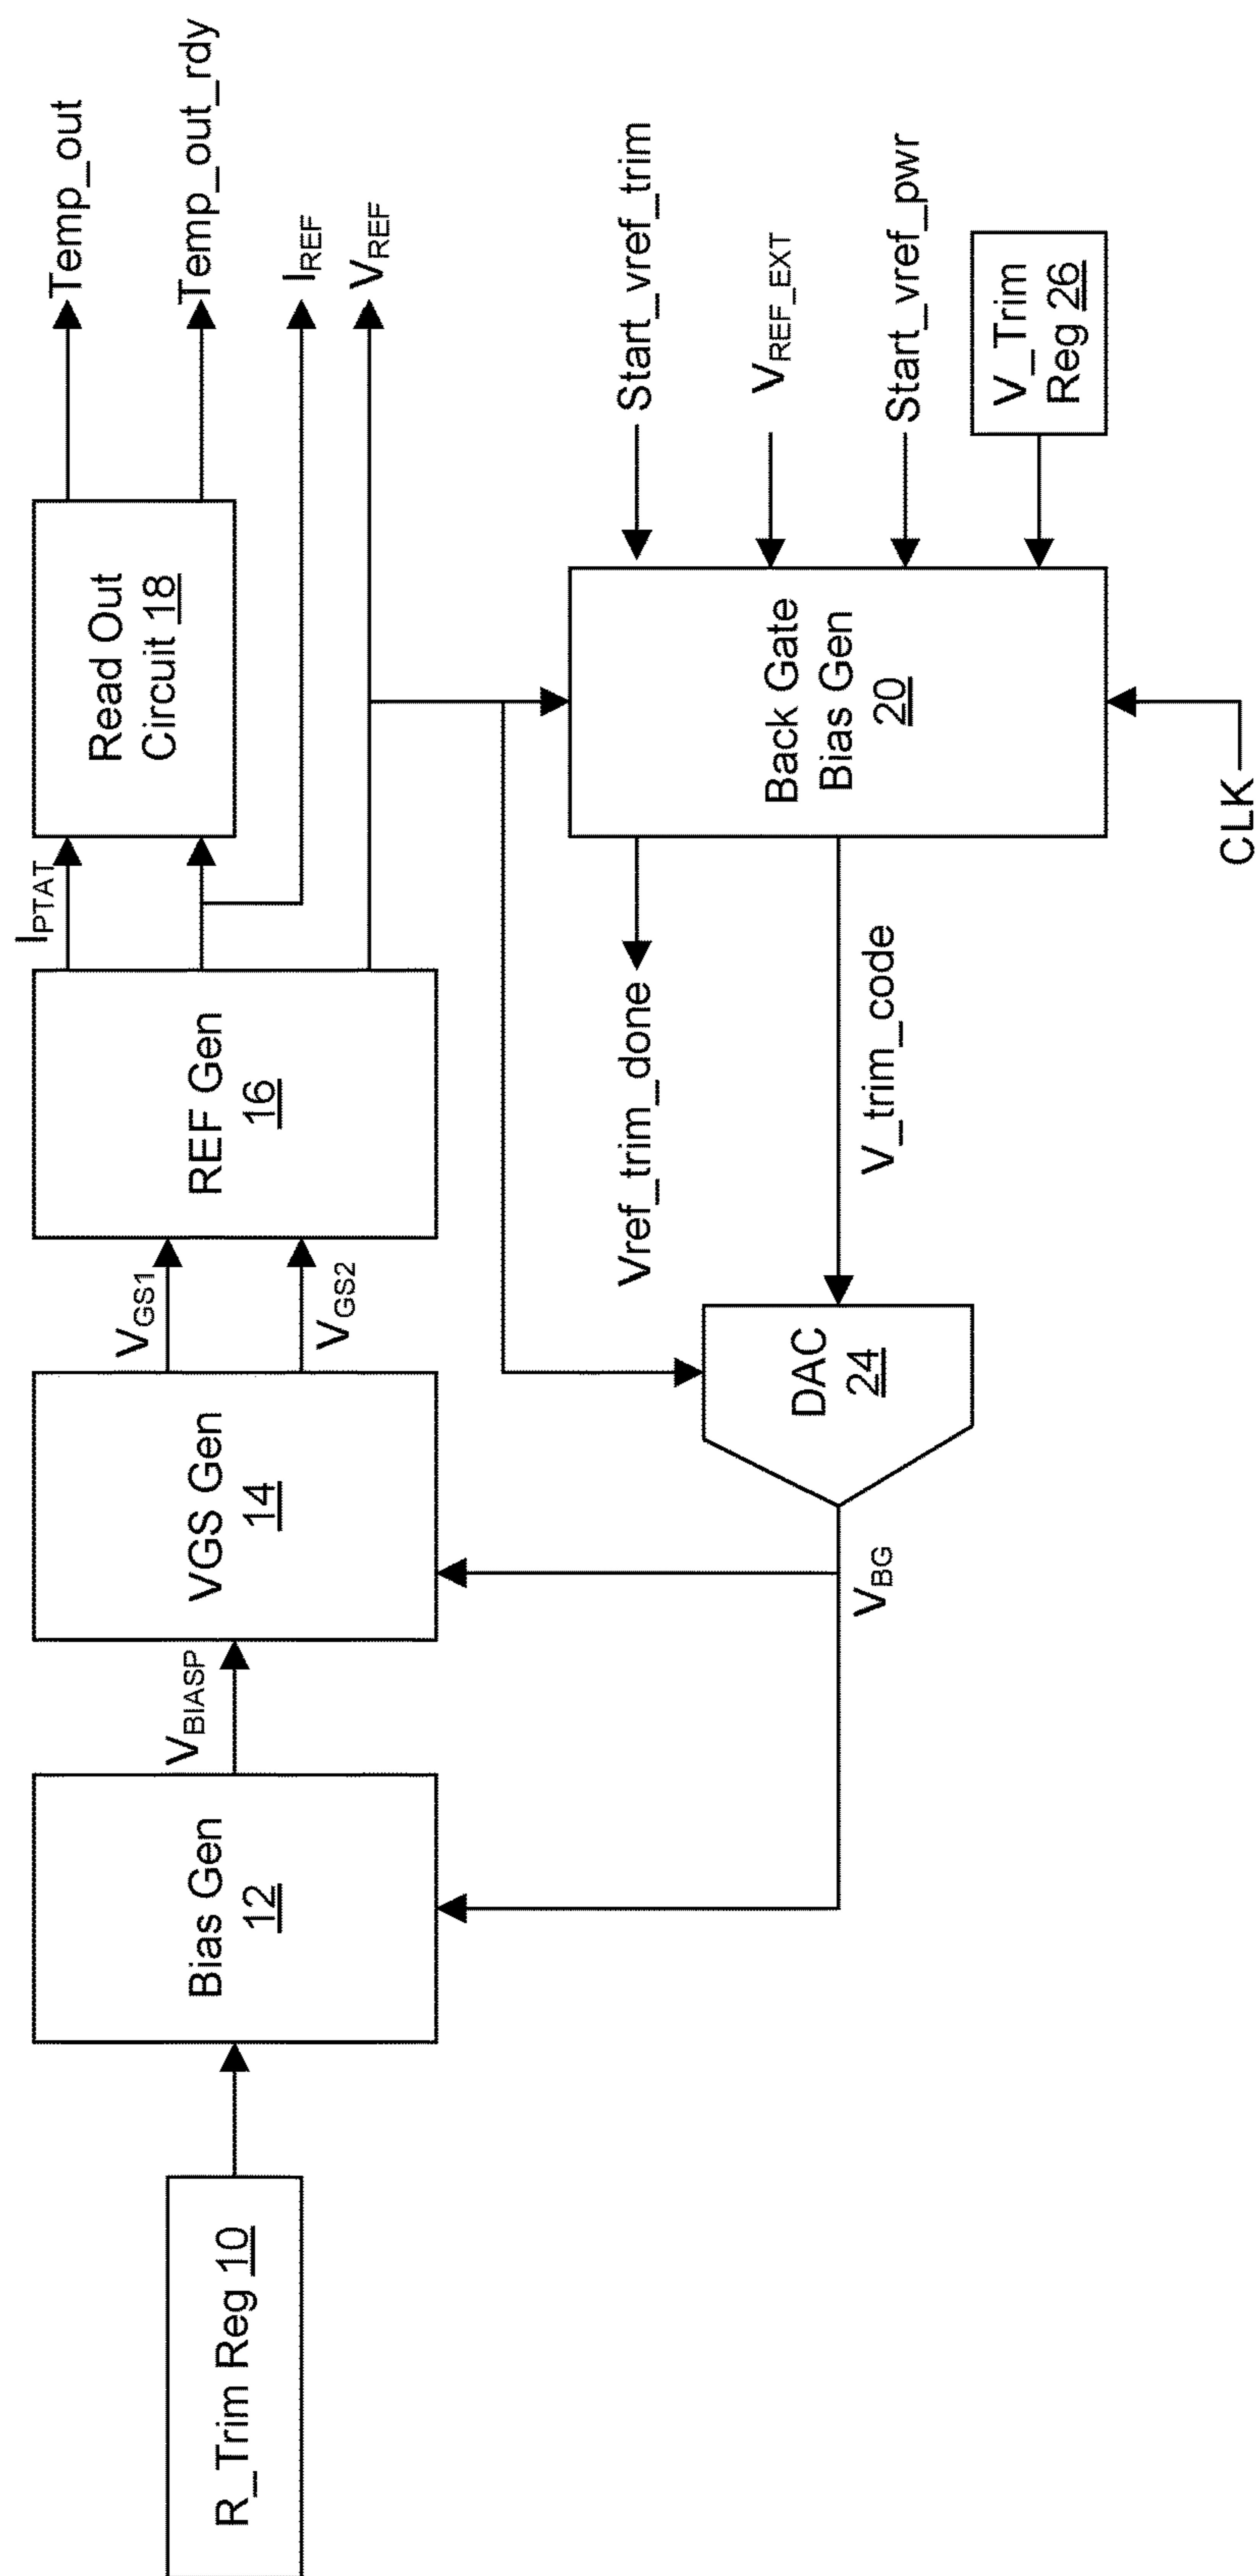 R_Trim Reg 10
Bias Gen
12
VBIASP
VGS Gen
14
VGS1
VGS2
REF Gen
16
IPTAT
Read Out
Circuit 18
Temp_out
Temp_out_rdy
IREF
VREF
VBG
DAC
24
Vref_trim_done
V_trim_code
Back Gate
Bias Gen
20
Start_vref_trim
VREF_EXT
Start_vref_pwr
V_Trim
Reg 26
CLK